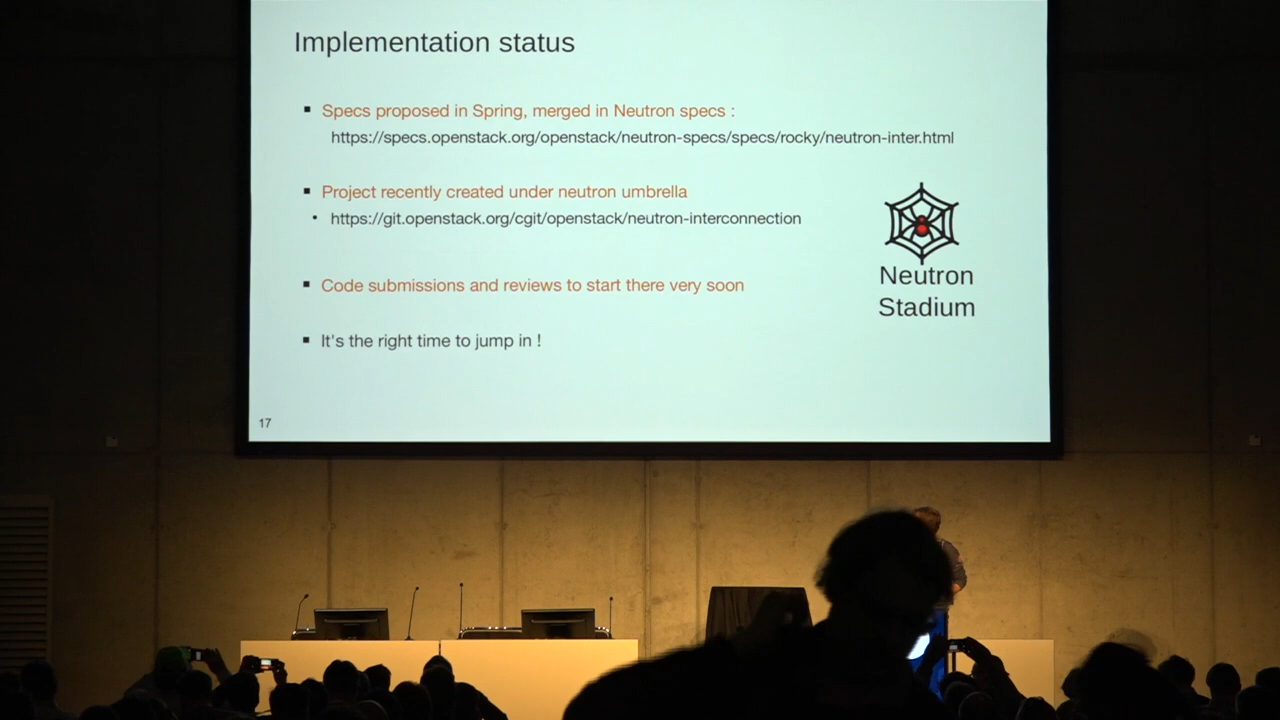 Implementation status
Specs proposed in Spring, merged in Neutron specs :
https://specs.openstack.org/openstack/neutron-specs/specs/rocky/neutron-inter.html
Project recently created under neutron umbrella
https://git.openstack.org/cgit/openstack/neutron-interconnection
Code submissions and reviews to start there very soon
It's the right time to jump in !
Neutron
Stadium
17